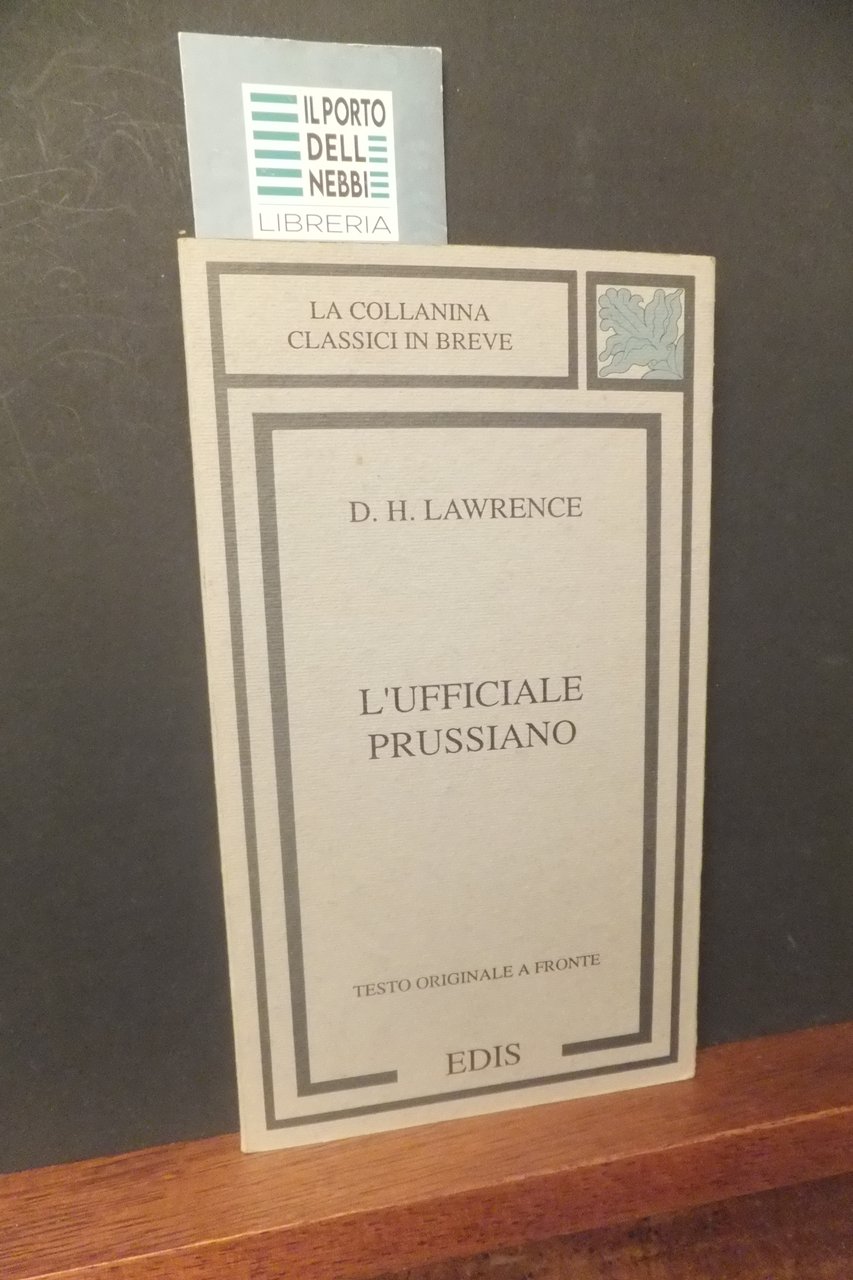 IL PORTO
DELL
NEBBI
LIBRERIA
LA COLLANINA
CLASSICI IN BREVE
D. H. LAWRENCE
L'UFFICIALE
PRUSSIANO
TESTO ORIGINALE A FRONTE
EDIS